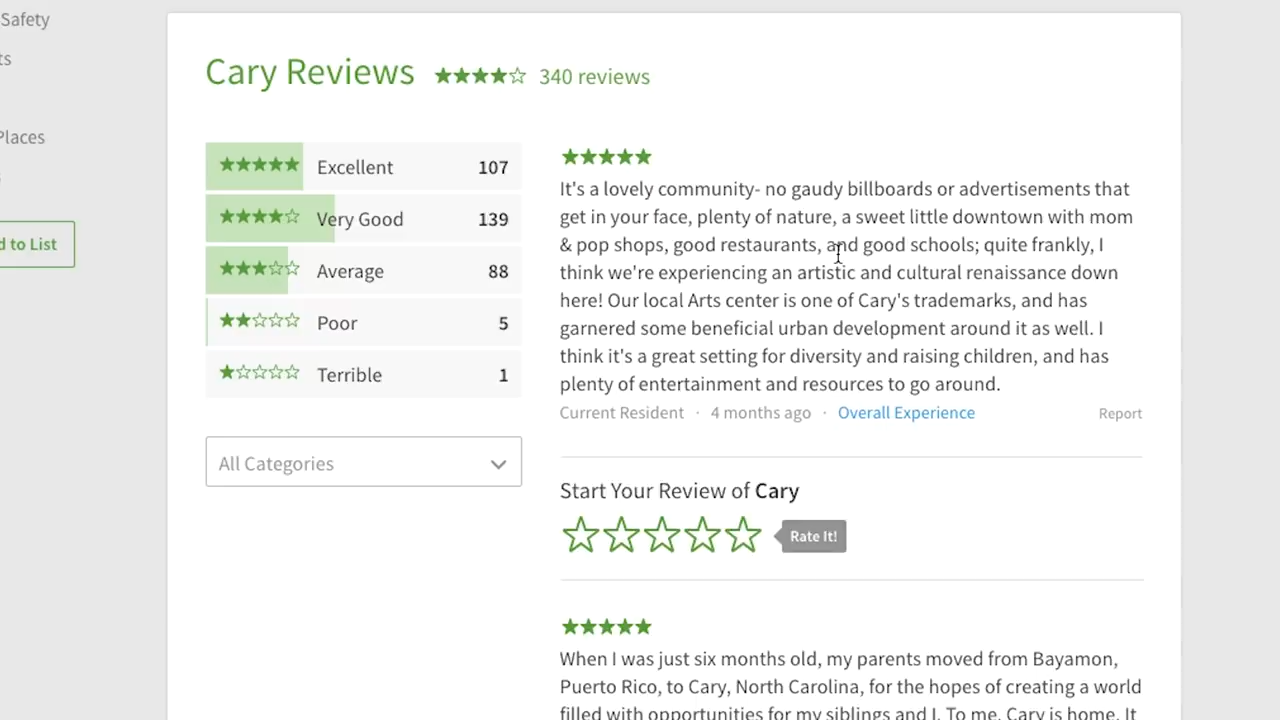 Safety
ts
Places
d to List
Cary Reviews 340 reviews
Excellent 107
Very Good 139
Average 88
Poor 5
Terrible 1
All Categories
It's a lovely community- no gaudy billboards or advertisements that
get in your face, plenty of nature, a sweet little downtown with mom
& pop shops, good restaurants, and good schools; quite frankly, I
think we're experiencing an artistic and cultural renaissance down
here! Our local Arts center is one of Cary's trademarks, and has
garnered some beneficial urban development around it as well. I
think it's a great setting for diversity and raising children, and has
plenty of entertainment and resources to go around.
Current Resident · 4 months ago · Overall Experience Report
Start Your Review of Cary
Rate It!
When I was just six months old, my parents moved from Bayamon,
Puerto Rico, to Cary, North Carolina, for the hopes of creating a world
filled with opportunities for my siblings and I. To me, Cary is home. It